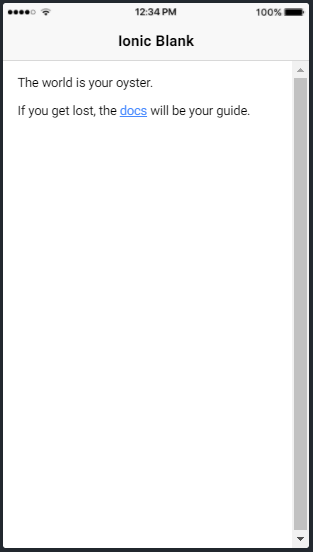 12:34 PM 100%
Ionic Blank
The world is your oyster.
If you get lost, the docs will be your guide.